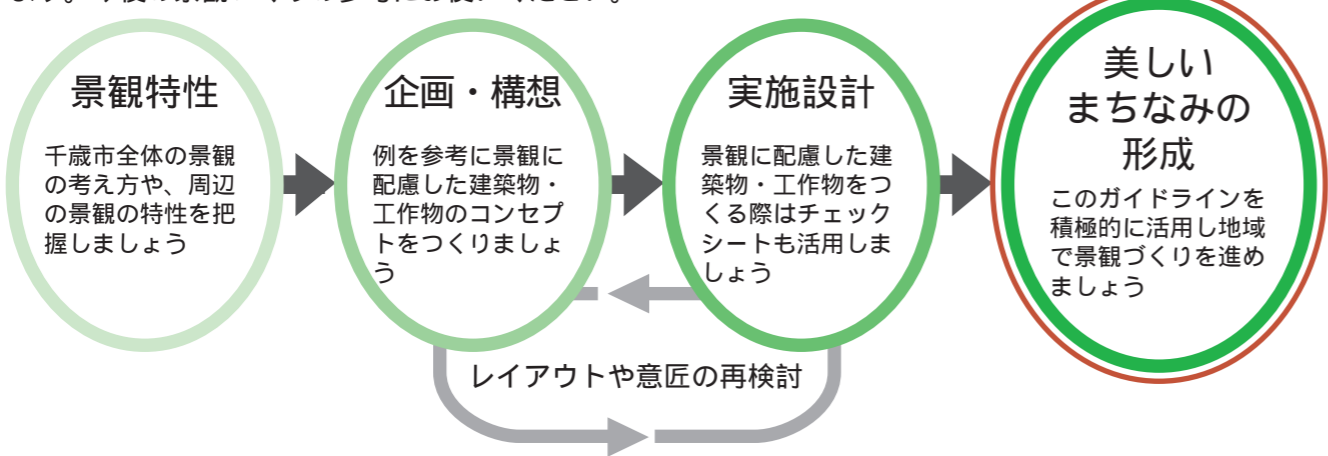 景観特性
千歳市全体の景観
の考え方や、周辺
の景観の特性を把
握しましょう
企画・構想
例を参考に景観に
配慮した建築物・
工作物のコンセプ
トをつくりましょ
う
実施設計
景観に配慮した建
築物・工作物をつ
くる際はチェック
シートも活用しま
しょう
美しい
まちなみの
形成
このガイドラインを
積極的に活用し地域
で景観づくりを進め
ましょう
レイアウトや意匠の再検討